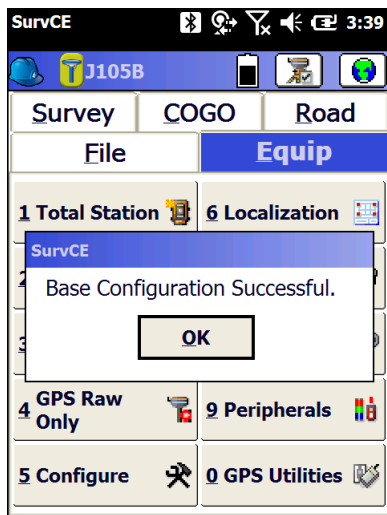 SurvCE 3:39
J105B
Survey COGO Road
File Equip
1 Total Station 6 Localization
SurvCE
Base Configuration Successful.
OK
4 GPS Raw Only 9 Peripherals
5 Configure 0 GPS Utilities